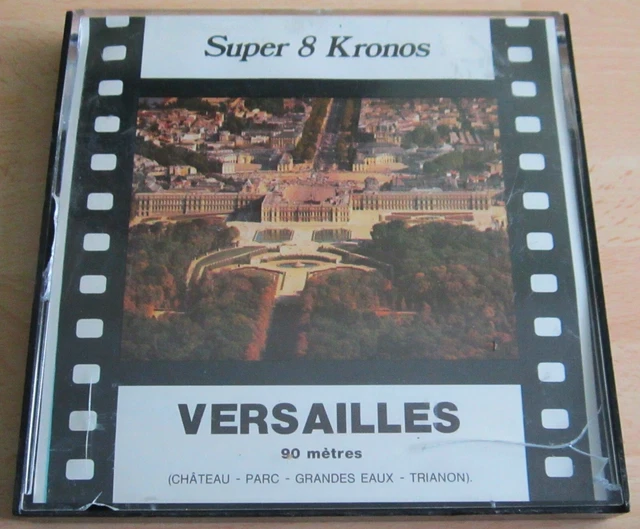 Super 8 Kronos
VERSAILLES
90 mètres
(CHÂTEAU - PARC - GRANDES EAUX - TRIANON).